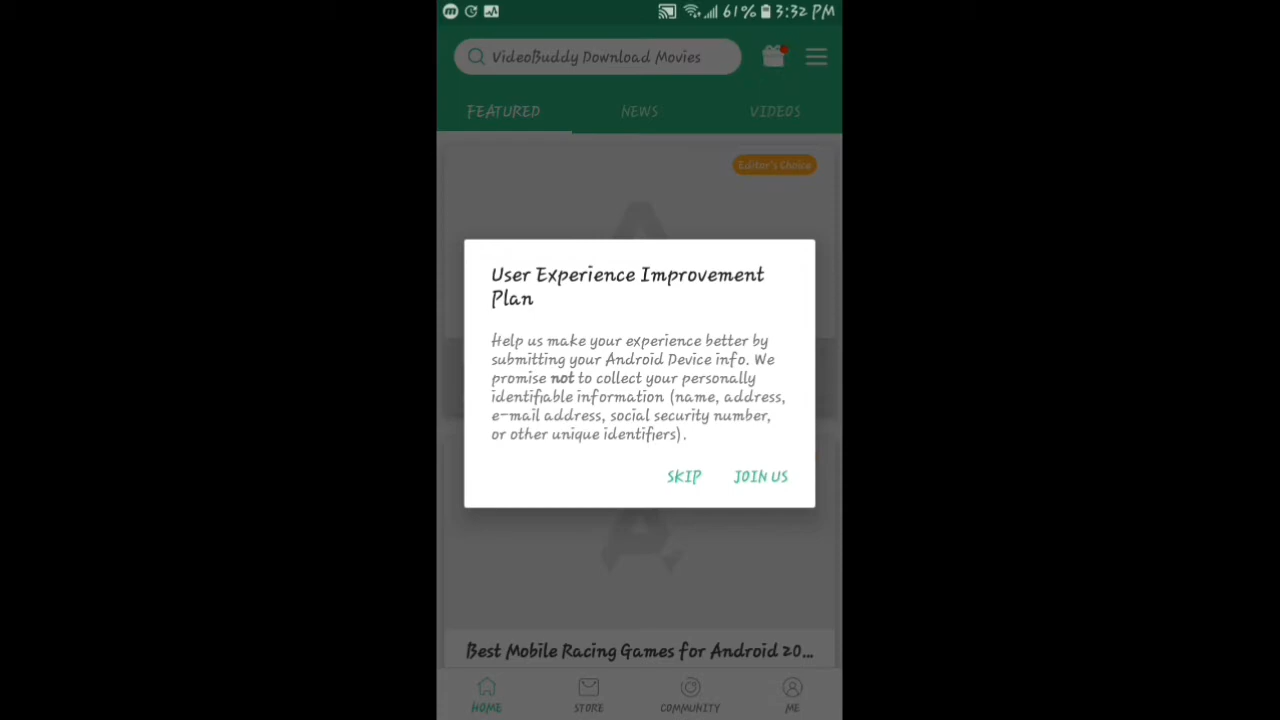 61% 3:32 PM
VideoBuddy Download Movies
FEATURED NEWS VIDEOS
Editor's Choice
User Experience Improvement
Plan
Help us make your experience better by
submitting your Android Device info. We
promise not to collect your personally
identifiable information (name, address,
e-mail address, social security number,
or other unique identifiers).
SKIP JOIN US
Best Mobile Racing Games for Android 20...
HOME STORE COMMUNITY ME